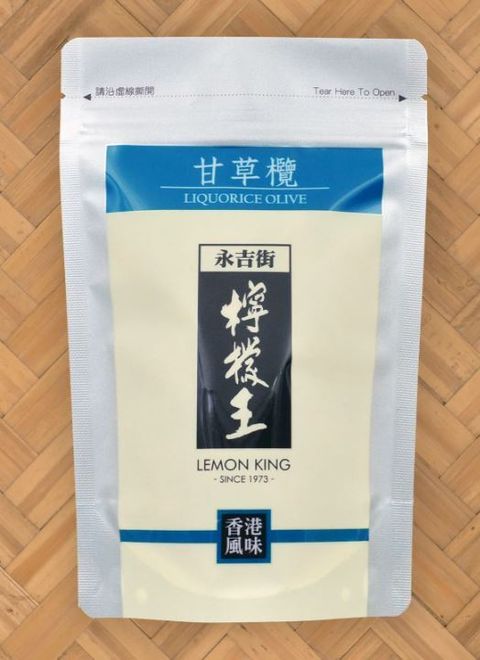 請沿虛線撕開
Tear Here To Open
甘草欖
LIQUORICE OLIVE
永吉街
檸檬王
LEMON KING
- SINCE 1973 -
香港
風味